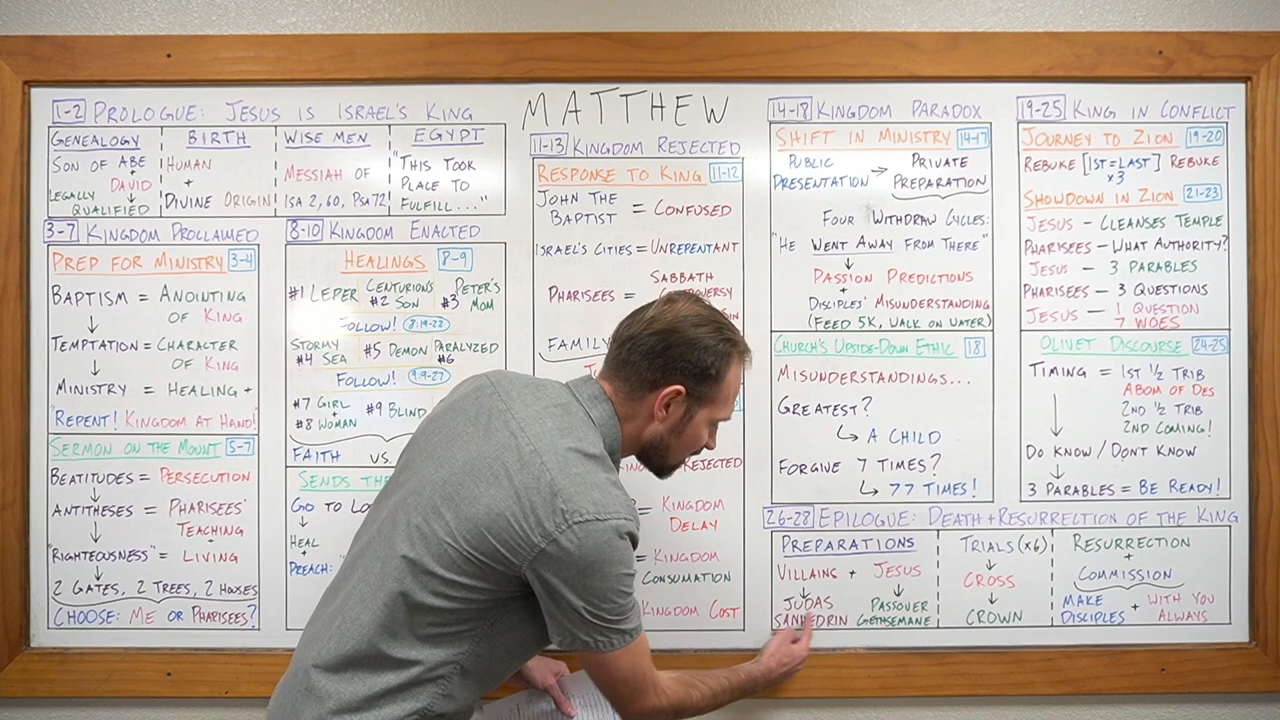 MATTHEW
1-2 PROLOGUE: JESUS IS ISRAEL'S KING
GENEALOGY
SON OF ABE
+
DAVID
LEGALLY
QUALIFIED
BIRTH
HUMAN
+
DIVINE ORIGIN
WISE MEN
MESSIAH OF
ISA 2, 60, PSA 72
EGYPT
"THIS TOOK
PLACE TO
FULFILL..."
3-7 KINGDOM PROCLAIMED
PREP FOR MINISTRY 3-4
BAPTISM = ANOINTING
OF KING
TEMPTATION = CHARACTER
OF KING
MINISTRY = HEALING +
"REPENT! KINGDOM AT HAND!"
SERMON ON THE MOUNT 5-7
BEATITUDES = PERSECUTION
ANTITHESES = PHARISEES'
TEACHING
"RIGHTEOUSNESS" = LIVING
2 GATES, 2 TREES, 2 HOUSES
CHOOSE: ME OR PHARISEES?
8-10 KINGDOM ENACTED
HEALINGS 8-9
#1 LEPER
CENTURIONS
#2 SON
#3 PETER'S
MOM
FOLLOW! 8:19-22
STORMY
#4 SEA
#5 DEMON
PARALYZED
#6
FOLLOW! 9:9-27
#7 GIRL
+
#8 WOMAN
#9 BLIND
FAITH VS.
SENDS THE
GO TO
HEAL
+
PREACH:
11-13 KINGDOM REJECTED
RESPONSE TO KING 11-12
JOHN THE
BAPTIST = CONFUSED
ISRAEL'S CITIES = UNREPENTANT
PHARISEES =
SABBATH
FAMILY
REJECTED
= KINGDOM
DELAY
= KINGDOM
CONSUMATION
KINGDOM COST
14-18 KINGDOM PARADOX
SHIFT IN MINISTRY 14-17
PUBLIC
PRESENTATION → PRIVATE
PREPARATION
FOUR WITHDRAW CYCLES:
"HE WENT AWAY FROM THERE"
PASSION PREDICTIONS
+
DISCIPLES' MISUNDERSTANDING
(FEED 5K, WALK ON WATER)
CHURCH'S UPSIDE-DOWN ETHIC 18
MISUNDERSTANDINGS...
GREATEST?
A CHILD
FORGIVE 7 TIMES?
77 TIMES!
19-25 KING IN CONFLICT
JOURNEY TO ZION 19-20
REBUKE [1ST = LAST] REBUKE
x3
SHOWDOWN IN ZION 21-23
JESUS - CLEANSES TEMPLE
PHARISEES - WHAT AUTHORITY?
JESUS - 3 PARABLES
PHARISEES - 3 QUESTIONS
JESUS - 1 QUESTION
7 WOES
OLIVET DISCOURSE 24-25
TIMING = 1ST ½ TRIB
ABOM OF DES
2ND ½ TRIB
2ND COMING!
DO KNOW / DONT KNOW
3 PARABLES = BE READY!
26-28 EPILOGUE: DEATH + RESURRECTION OF THE KING
PREPARATIONS
VILLAINS + JESUS
JUDAS
SANHEDRIN
PASSOVER
GETHSEMANE
TRIALS (x6)
CROSS
CROWN
RESURRECTION
+
COMMISSION
MAKE
DISCIPLES + WITH YOU
ALWAYS